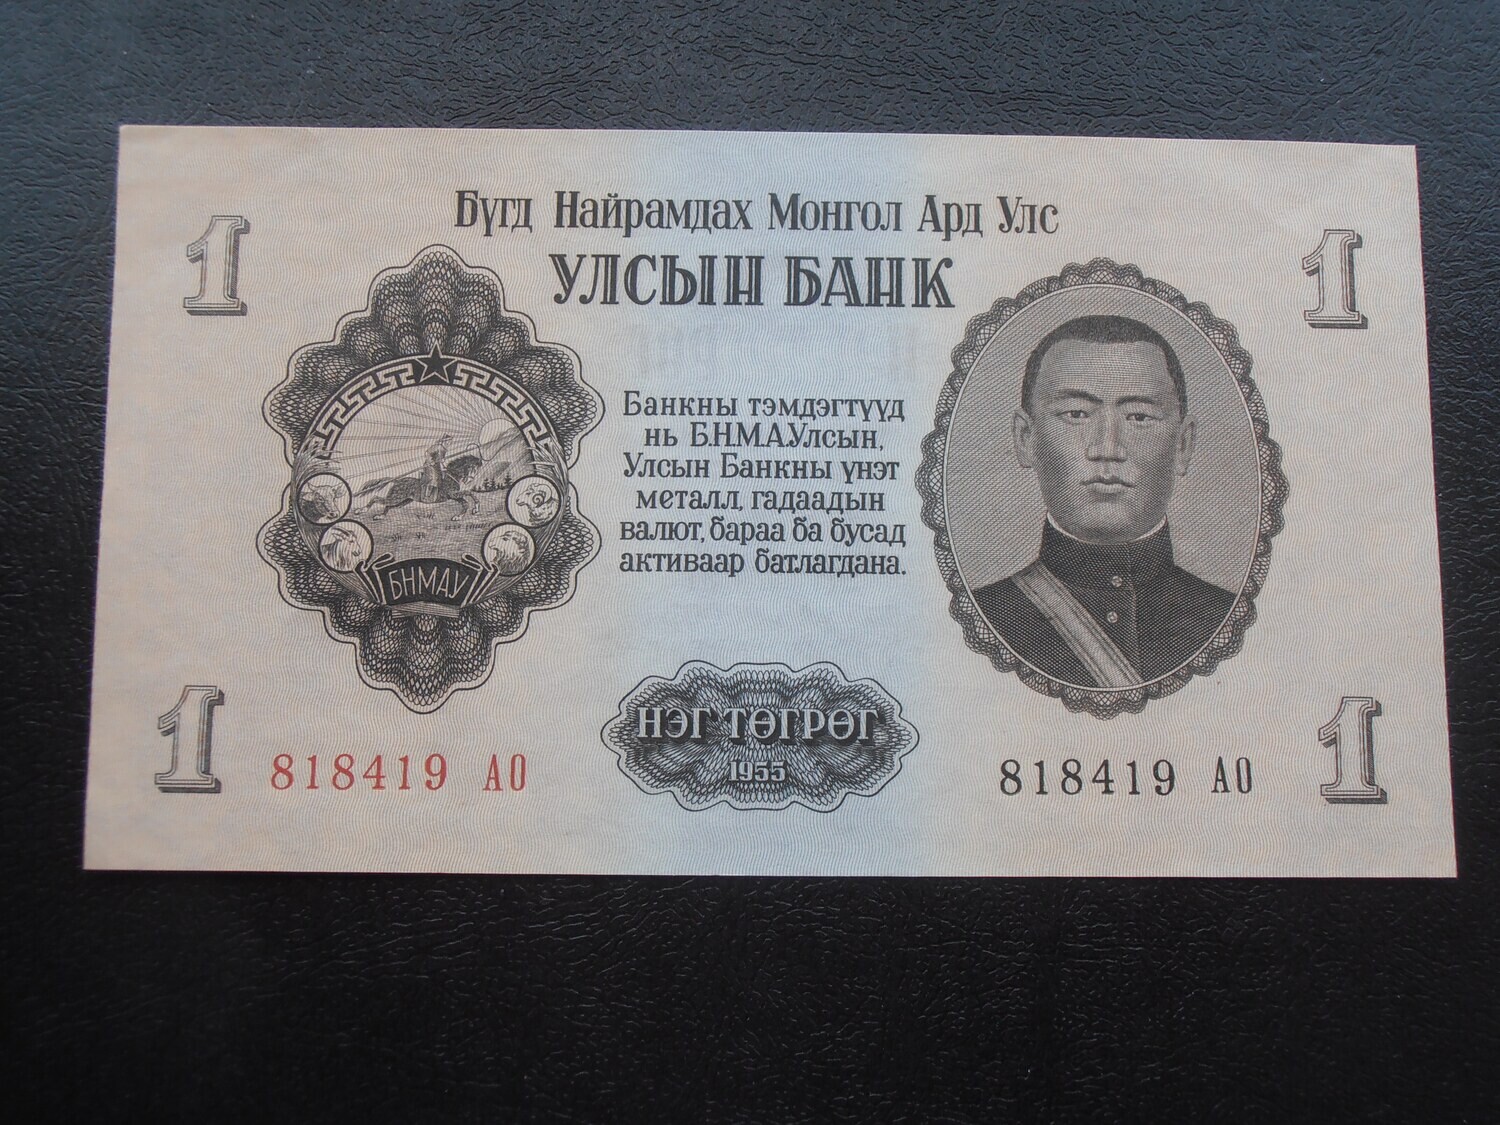 Бүгд Найрамдах Монгол Ард Улс
УЛСЫН БАНК
1
1
Банкны тэмдэгтүүд
нь Б.Н.М.А.Улсын,
Улсын Банкны үнэт
металл, гадаадын
валют, бараа ба бусад
активаар батлагдана.
БНМАУ
НЭГ ТӨГРӨГ
1955
1
818419 АО
818419 АО
1